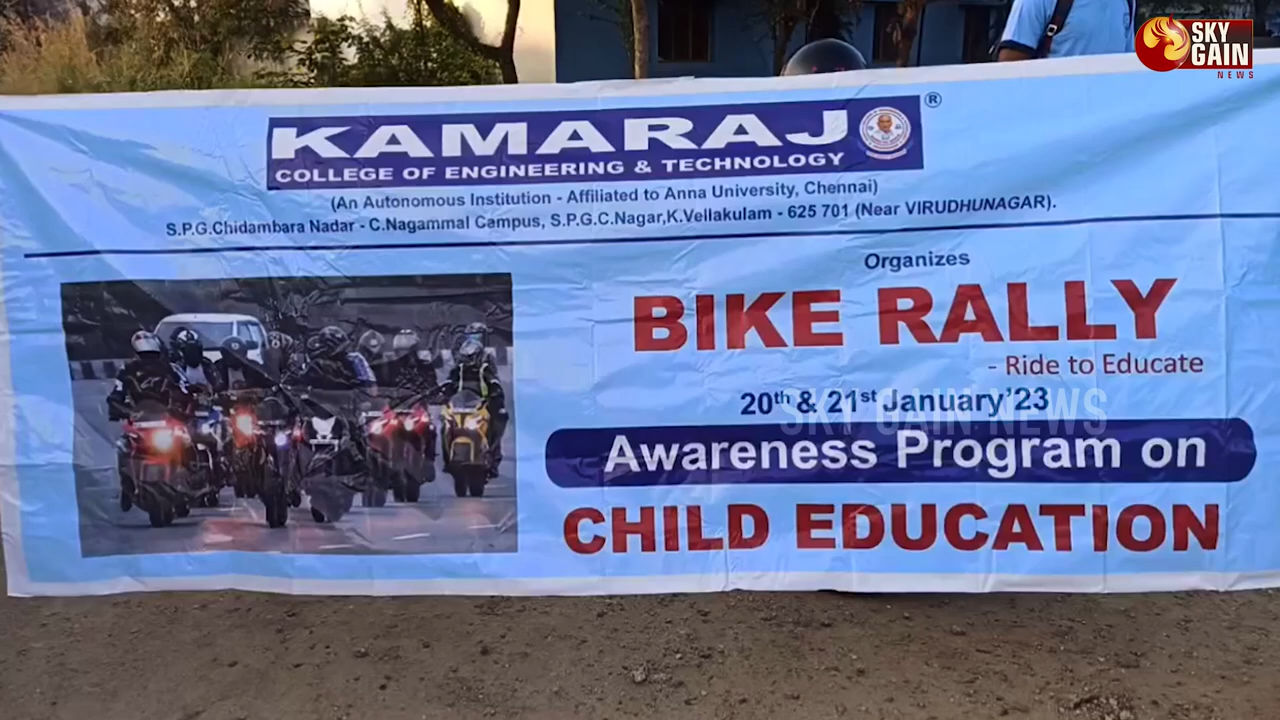 SKY
GAIN
NEWS
KAMARAJ
®
COLLEGE OF ENGINEERING & TECHNOLOGY
(An Autonomous Institution - Affiliated to Anna University, Chennai)
S.P.G.Chidambara Nadar - C.Nagammal Campus, S.P.G.C.Nagar,K.Vellakulam - 625 701 (Near VIRUDHUNAGAR).
Organizes
BIKE RALLY
- Ride to Educate
20th & 21st January'23
SKY GAIN NEWS
Awareness Program on
CHILD EDUCATION